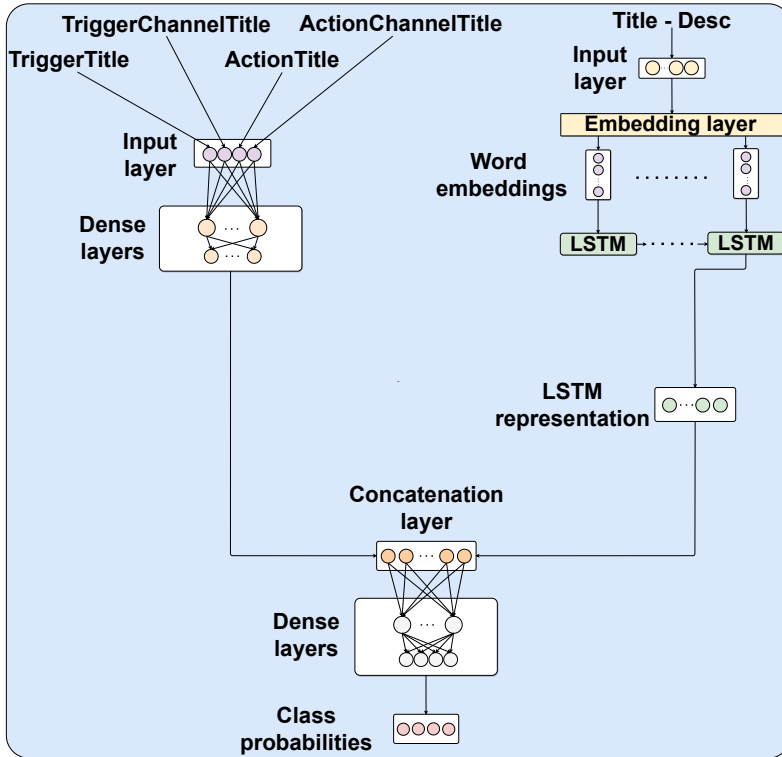 TriggerChannelTitle
ActionChannelTitle
TriggerTitle
ActionTitle
Title - Desc
Input
layer
Embedding layer
Input
layer
Word
embeddings
Dense
layers
LSTM
LSTM
LSTM
representation
Concatenation
layer
Dense
layers
Class
probabilities